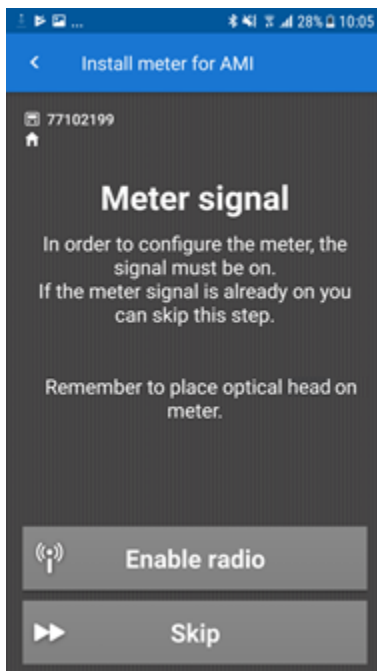 ... 28% 10:05
Install meter for AMI
77102199
Meter signal
In order to configure the meter, the
signal must be on.
If the meter signal is already on you
can skip this step.
Remember to place optical head on
meter.
Enable radio
Skip